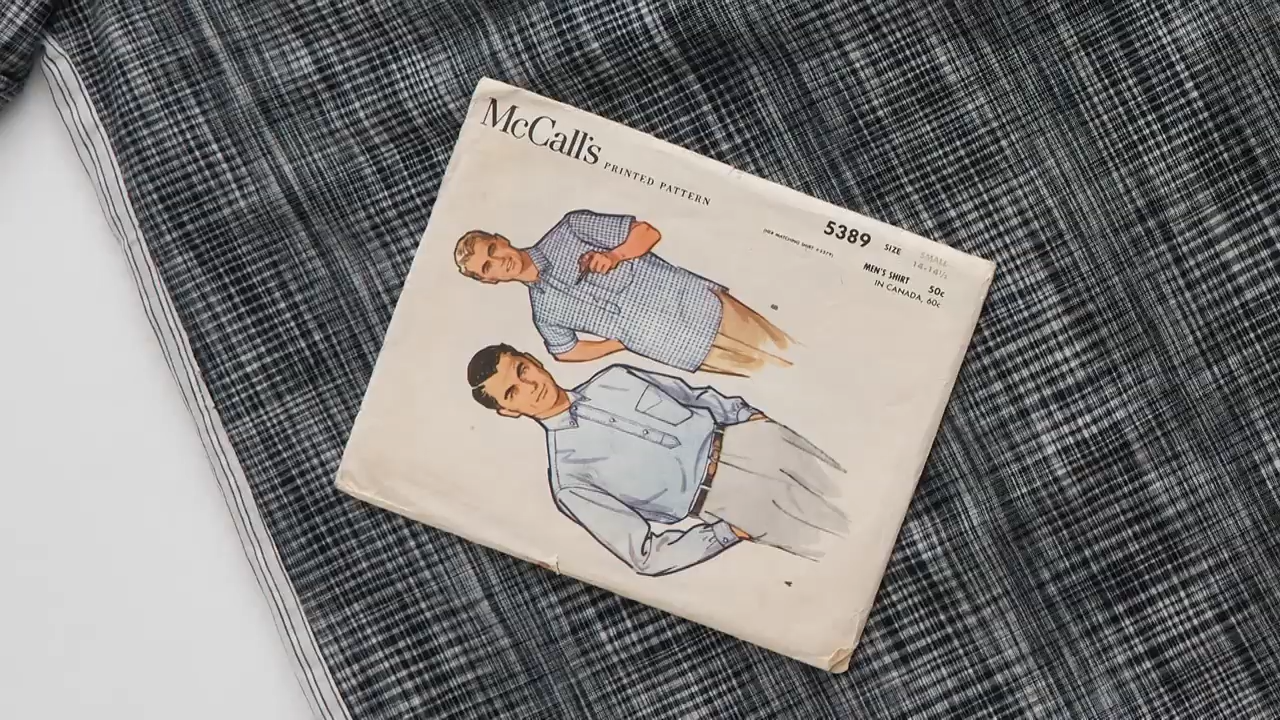 McCall's
PRINTED PATTERN
5389 SIZE SMALL
14-14½
MEN'S SHIRT 50c
IN CANADA, 60c
B
A